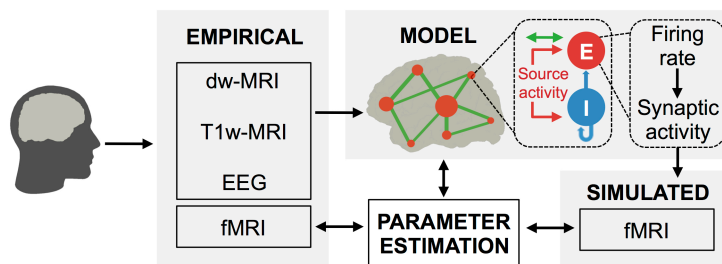 EMPIRICAL
dw-MRI
T1w-MRI
EEG
fMRI
MODEL
Source
activity
E
I
Firing
rate
Synaptic
activity
PARAMETER
ESTIMATION
SIMULATED
fMRI